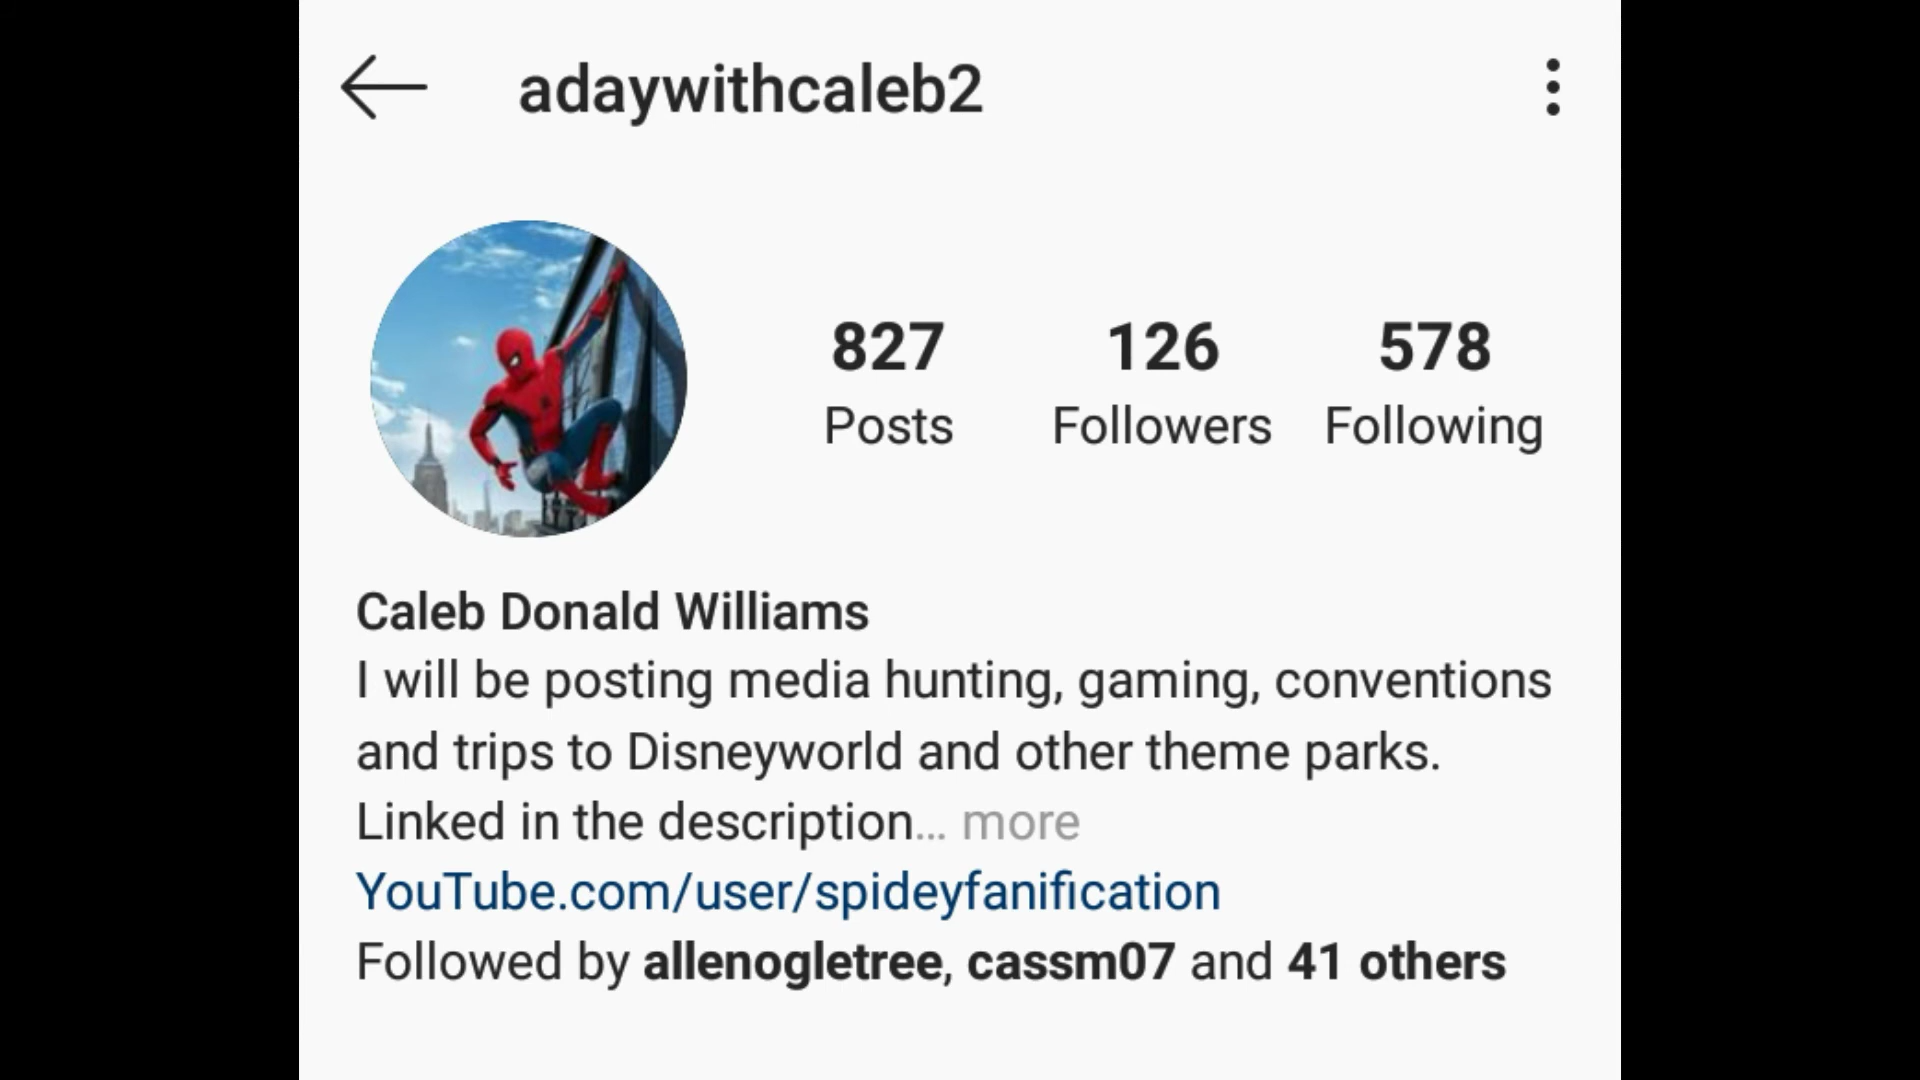 adaywithcaleb2
827 126 578
Posts Followers Following
Caleb Donald Williams
I will be posting media hunting, gaming, conventions
and trips to Disneyworld and other theme parks.
Linked in the description... more
YouTube.com/user/spideyfanification
Followed by allenogletree, cassm07 and 41 others